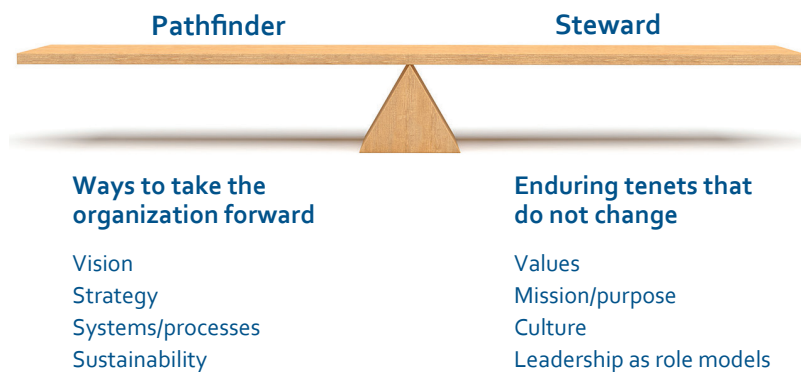 Pathfinder
Steward
Ways to take the
organization forward
Vision
Strategy
Systems/processes
Sustainability
Enduring tenets that
do not change
Values
Mission/purpose
Culture
Leadership as role models